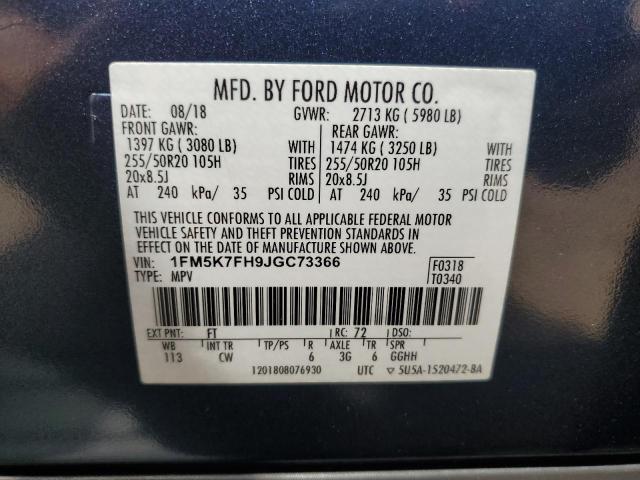 MFD. BY FORD MOTOR CO.
DATE: 08/18 GVWR: 2713 KG ( 5980 LB)
FRONT GAWR: REAR GAWR:
1397 KG ( 3080 LB) WITH 1474 KG ( 3250 LB) WITH
255/50R20 105H TIRES 255/50R20 105H TIRES
20x8.5J RIMS 20x8.5J RIMS
AT 240 kPa/ 35 PSI COLD AT 240 kPa/ 35 PSI COLD
THIS VEHICLE CONFORMS TO ALL APPLICABLE FEDERAL MOTOR
VEHICLE SAFETY AND THEFT PREVENTION STANDARDS IN
EFFECT ON THE DATE OF MANUFACTURE SHOWN ABOVE.
VIN: 1FM5K7FH9JGC73366 F0318
TYPE: MPV T0340
EXT PNT: FT RC: 72 DSO:
WB INT TR TP/PS R AXLE TR SPR
113 CW 6 3G 6 GGHH
1201808076930 UTC ▽ 5U5A-1520472-BA